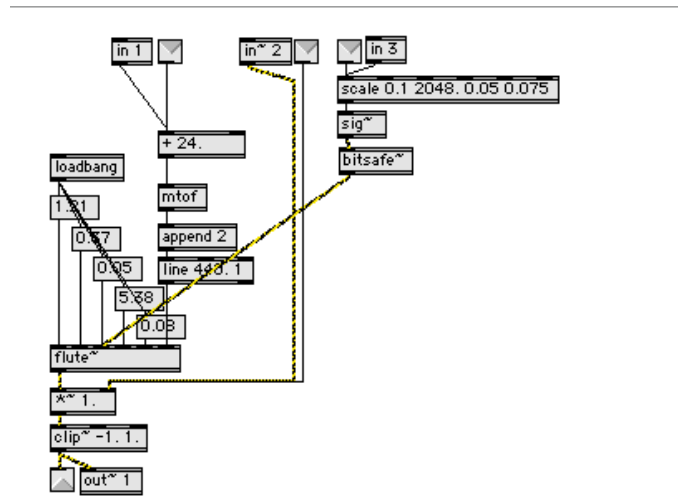 in 1
in~ 2
in 3
scale 0.1 2048. 0.05 0.075
sig~
+ 24.
bitsafe~
loadbang
mtof
1.21
0.37
append 2
0.05
line 440. 1
5.38
0.08
flute~
*~ 1.
clip~ -1. 1.
out~ 1